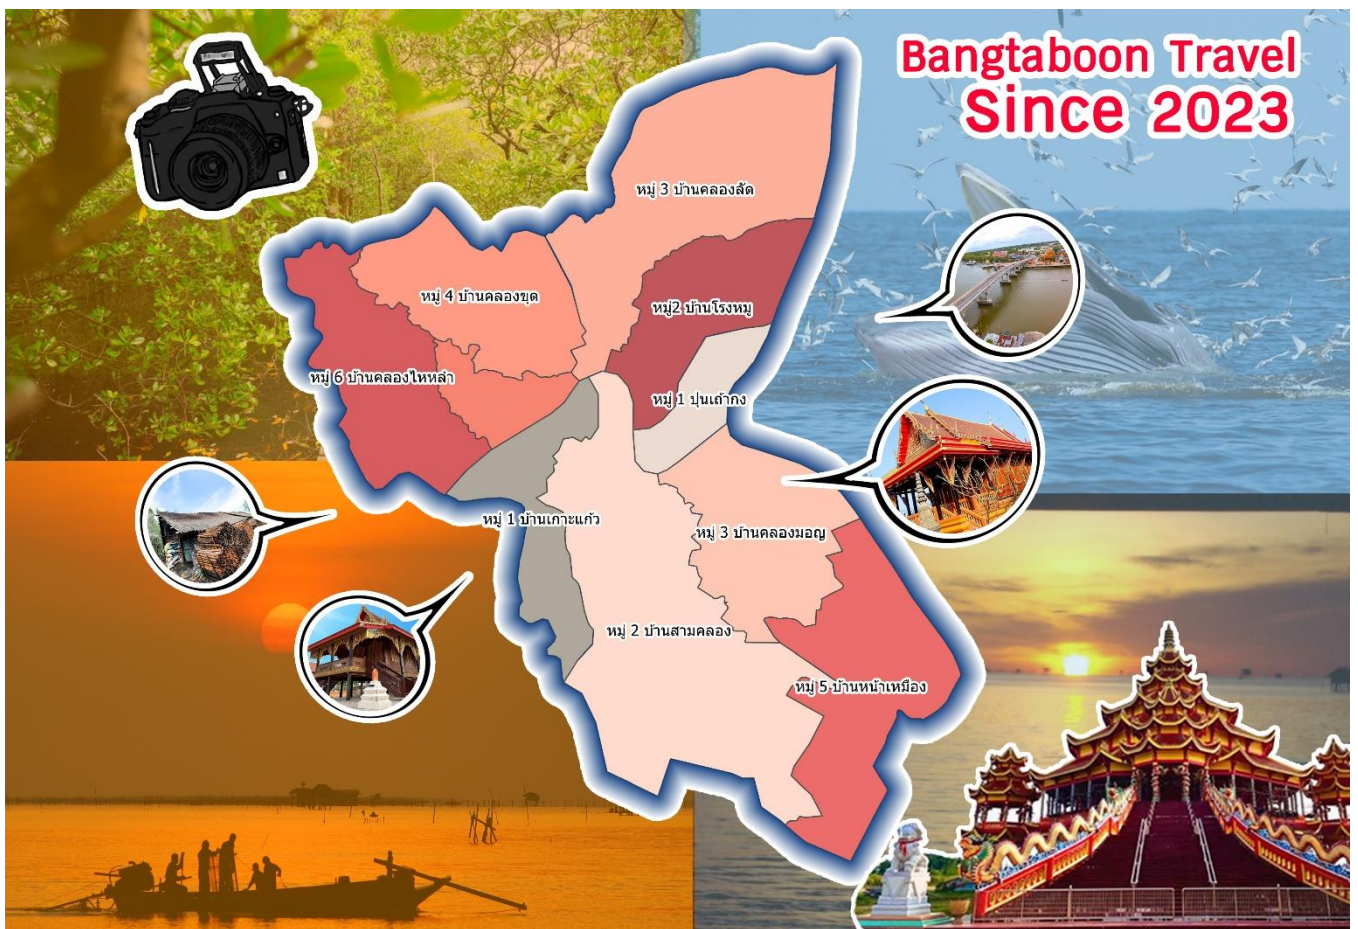 Bangtaboon Travel
Since 2023
หมู่ 3 บ้านคลองลัด
หมู่ 4 บ้านคลองขุด
หมู่2 บ้านโรงหมู
หมู่ 6 บ้านคลองไหหลำ
หมู่ 1 ปุนเถ้ากง
หมู่ 1 บ้านเกาะแก้ว
หมู่ 3 บ้านคลองมอญ
หมู่ 2 บ้านสามคลอง
หมู่ 5 บ้านหน้าเหมือง